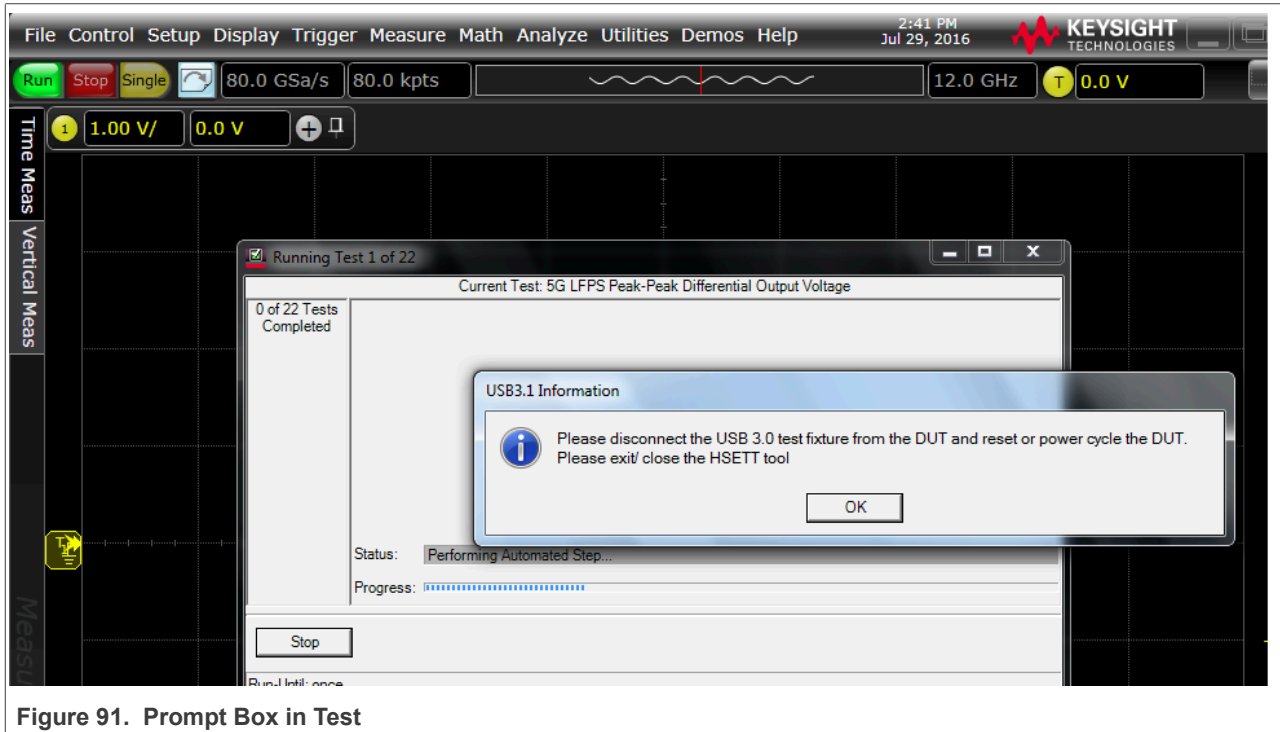 File Control Setup Display Trigger Measure Math Analyze Utilities Demos Help
2:41 PM
Jul 29, 2016
KEYSIGHT
TECHNOLOGIES
Run Stop Single 80.0 GSa/s 80.0 kpts 12.0 GHz T 0.0 V
1 1.00 V/ 0.0 V
Time Meas
Vertical Meas
Running Test 1 of 22
Current Test: 5G LFPS Peak-Peak Differential Output Voltage
0 of 22 Tests
Completed
USB3.1 Information
Please disconnect the USB 3.0 test fixture from the DUT and reset or power cycle the DUT.
Please exit/ close the HSETT tool
OK
Status: Performing Automated Step...
Progress:
Stop
Run-Until: once
Figure 91. Prompt Box in Test